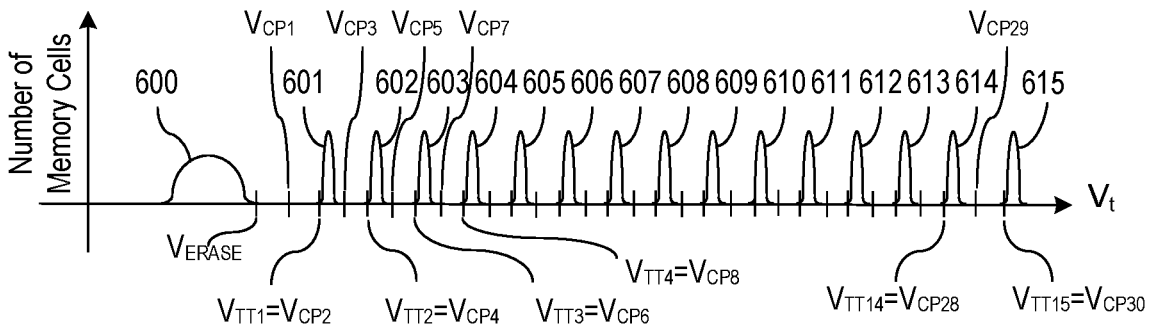 V_CP1 V_CP3 V_CP5 V_CP7 V_CP29
Number of
Memory Cells
600 601 602 603 604 605 606 607 608 609 610 611 612 613 614 615
V_t
V_ERASE
V_TT4=V_CP8
V_TT1=V_CP2 V_TT2=V_CP4 V_TT3=V_CP6 V_TT14=V_CP28 V_TT15=V_CP30